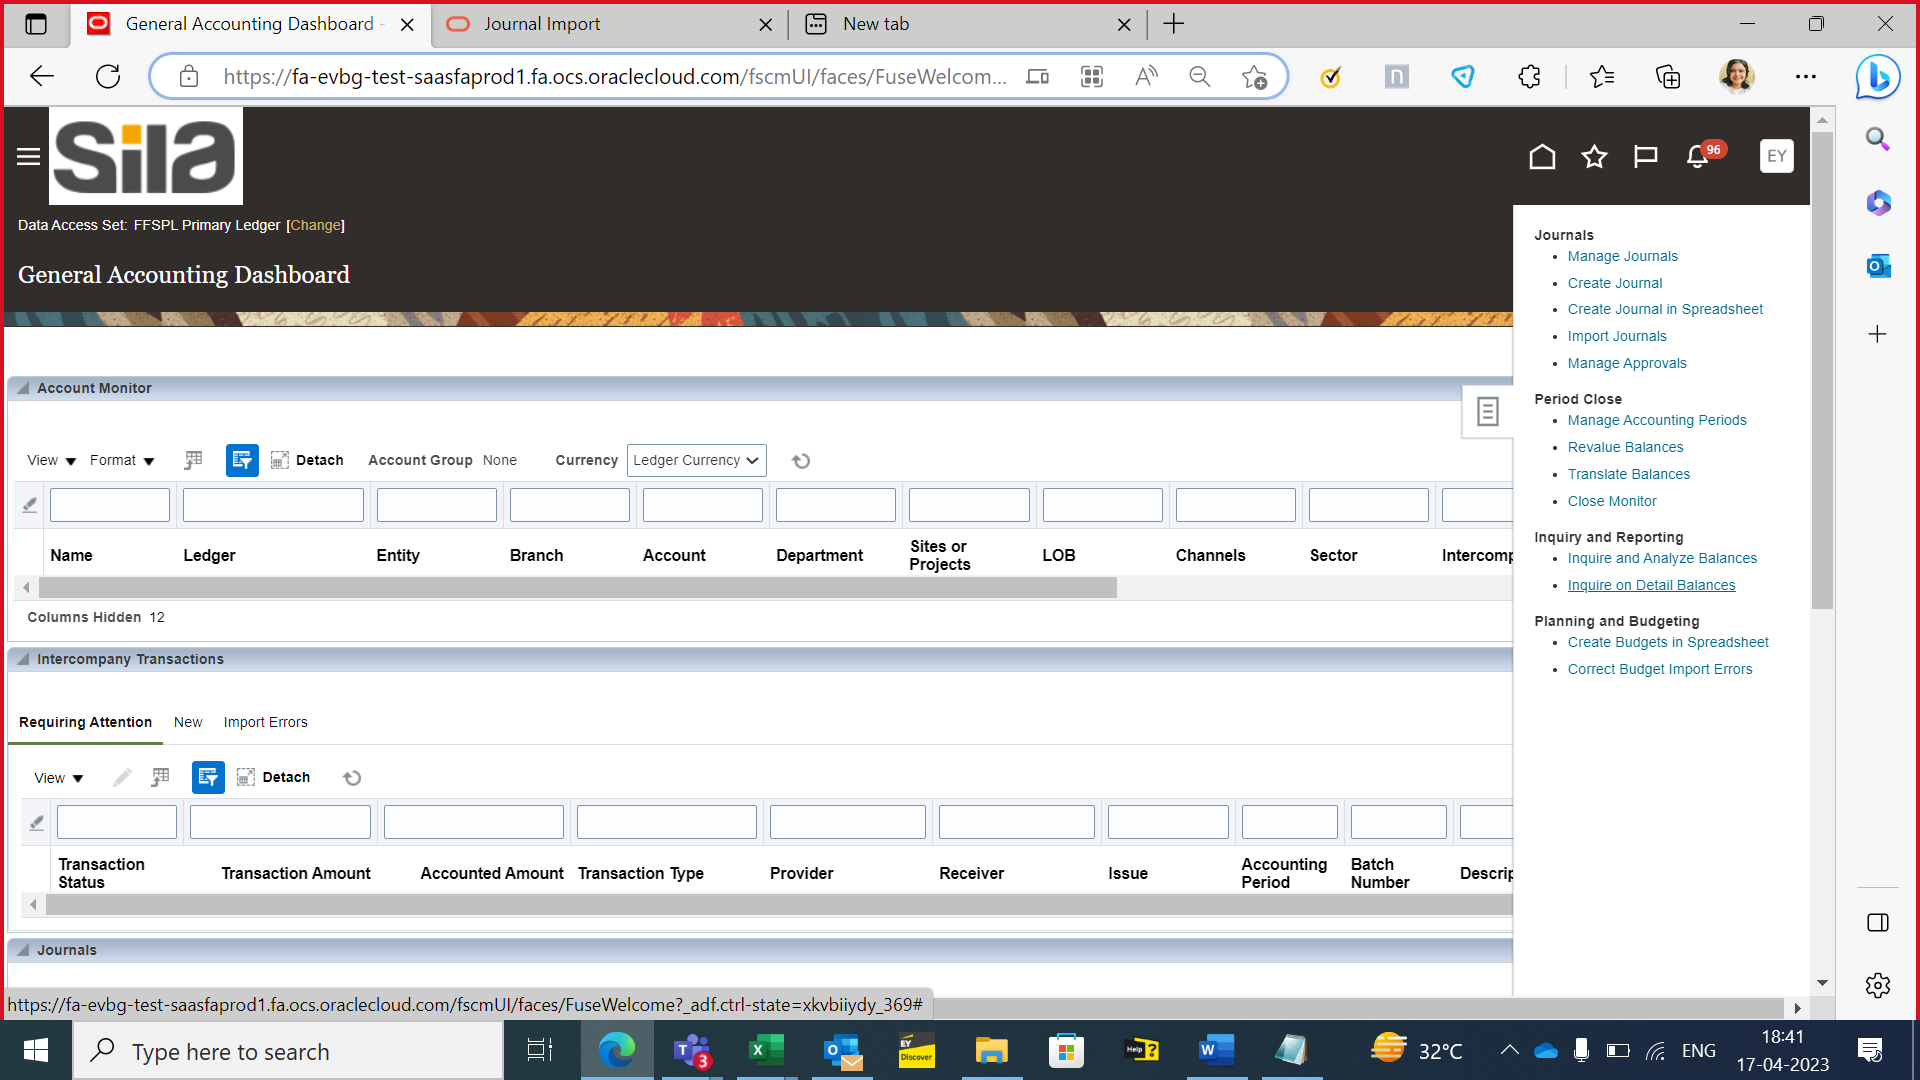 General Accounting Dashboard -
Journal Import
New tab
https://fa-evbg-test-saasfaprod1.fa.ocs.oraclecloud.com/fscmUI/faces/FuseWelcom...
sila
96
EY
Data Access Set: FFSPL Primary Ledger [Change]
General Accounting Dashboard
Journals
Manage Journals
Create Journal
Create Journal in Spreadsheet
Import Journals
Manage Approvals
Period Close
Manage Accounting Periods
Revalue Balances
Translate Balances
Close Monitor
Inquiry and Reporting
Inquire and Analyze Balances
Inquire on Detail Balances
Planning and Budgeting
Create Budgets in Spreadsheet
Correct Budget Import Errors
Account Monitor
View Format Detach Account Group None Currency Ledger Currency
Name Ledger Entity Branch Account Department Sites or Projects LOB Channels Sector Intercomp
Columns Hidden 12
Intercompany Transactions
Requiring Attention New Import Errors
View Detach
Transaction Status Transaction Amount Accounted Amount Transaction Type Provider Receiver Issue Accounting Period Batch Number Descrip
Journals
https://fa-evbg-test-saasfaprod1.fa.ocs.oraclecloud.com/fscmUI/faces/FuseWelcome?_adf.ctrl-state=xkvbiiydy_369#
Type here to search
3
EY
Discover
Help ?
32°C
ENG
18:41
17-04-2023